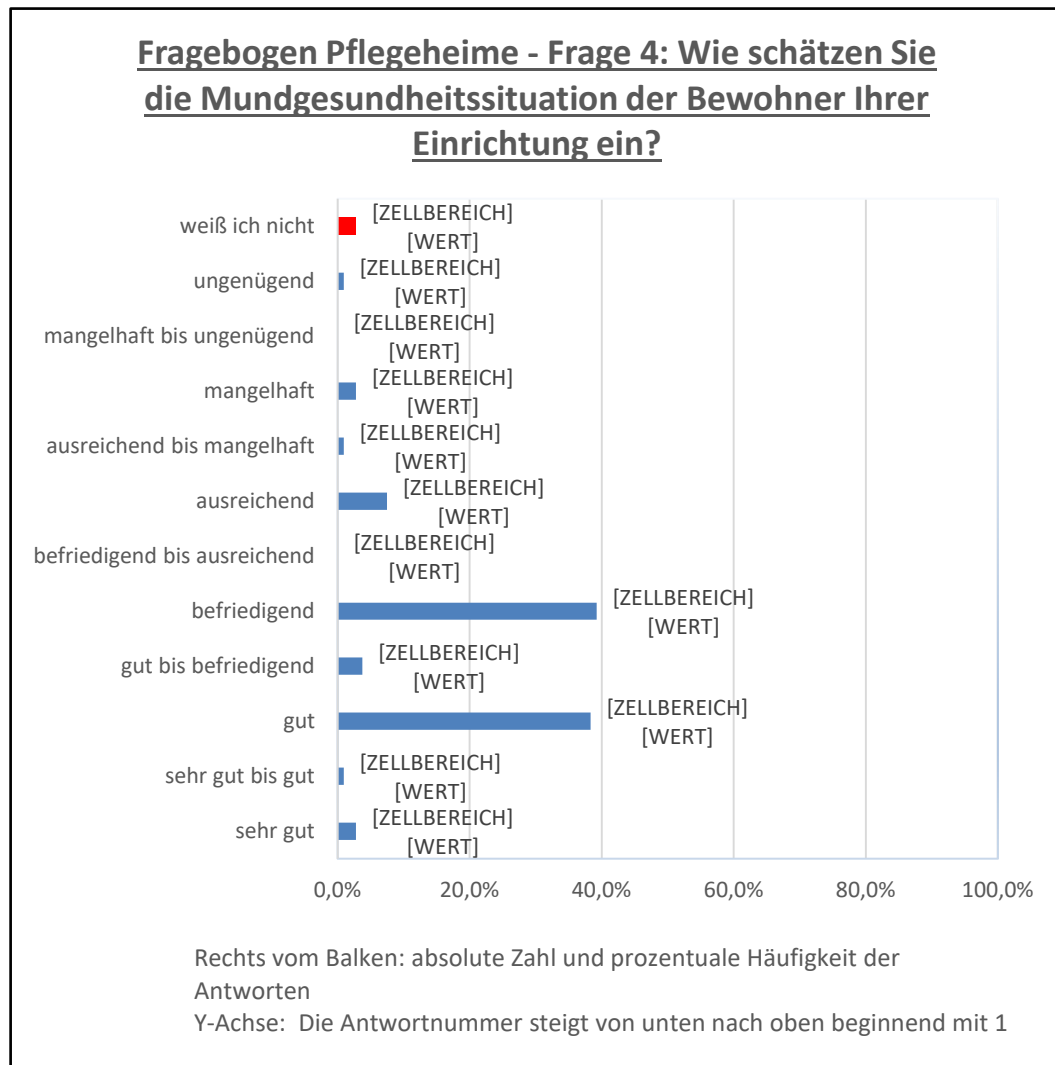 Fragebogen Pflegeheime - Frage 4: Wie schätzen Sie
die Mundgesundheitssituation der Bewohner Ihrer
Einrichtung ein?
weiß ich nicht
[ZELLBEREICH]
[WERT]
ungenügend
[ZELLBEREICH]
[WERT]
mangelhaft bis ungenügend
[ZELLBEREICH]
[WERT]
mangelhaft
[ZELLBEREICH]
[WERT]
ausreichend bis mangelhaft
[ZELLBEREICH]
[WERT]
ausreichend
[ZELLBEREICH]
[WERT]
befriedigend bis ausreichend
[ZELLBEREICH]
[WERT]
befriedigend
[ZELLBEREICH]
[WERT]
gut bis befriedigend
[ZELLBEREICH]
[WERT]
gut
[ZELLBEREICH]
[WERT]
sehr gut bis gut
[ZELLBEREICH]
[WERT]
sehr gut
[ZELLBEREICH]
[WERT]
0,0% 20,0% 40,0% 60,0% 80,0% 100,0%
Rechts vom Balken: absolute Zahl und prozentuale Häufigkeit der
Antworten
Y-Achse:  Die Antwortnummer steigt von unten nach oben beginnend mit 1